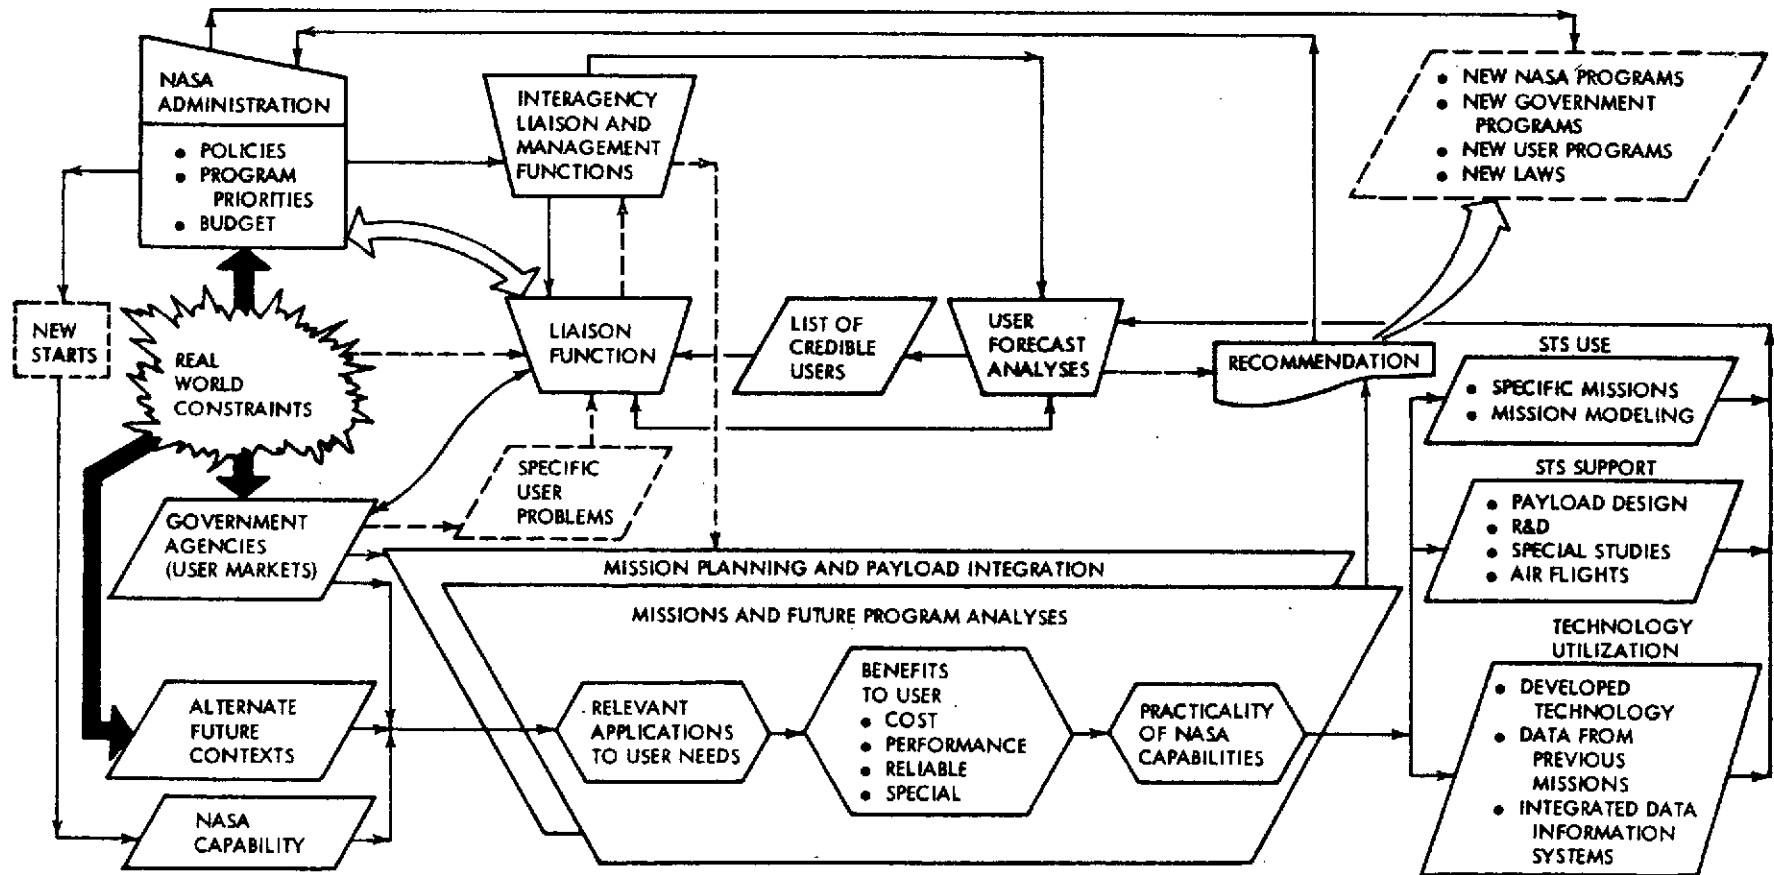 NASA
ADMINISTRATION
• POLICIES
• PROGRAM
PRIORITIES
• BUDGET
INTERAGENCY
LIAISON AND
MANAGEMENT
FUNCTIONS
• NEW NASA PROGRAMS
• NEW GOVERNMENT
PROGRAMS
• NEW USER PROGRAMS
• NEW LAWS
NEW
STARTS
REAL
WORLD
CONSTRAINTS
LIAISON
FUNCTION
LIST OF
CREDIBLE
USERS
USER
FORECAST
ANALYSES
RECOMMENDATION
STS USE
• SPECIFIC MISSIONS
• MISSION MODELING
SPECIFIC
USER
PROBLEMS
STS SUPPORT
• PAYLOAD DESIGN
• R&D
• SPECIAL STUDIES
• AIR FLIGHTS
GOVERNMENT
AGENCIES
(USER MARKETS)
MISSION PLANNING AND PAYLOAD INTEGRATION
MISSIONS AND FUTURE PROGRAM ANALYSES
ALTERNATE
FUTURE
CONTEXTS
RELEVANT
APPLICATIONS
TO USER NEEDS
BENEFITS
TO USER
• COST
• PERFORMANCE
• RELIABLE
• SPECIAL
PRACTICALITY
OF NASA
CAPABILITIES
TECHNOLOGY
UTILIZATION
• DEVELOPED
TECHNOLOGY
• DATA FROM
PREVIOUS
MISSIONS
• INTEGRATED DATA
INFORMATION
SYSTEMS
NASA
CAPABILITY